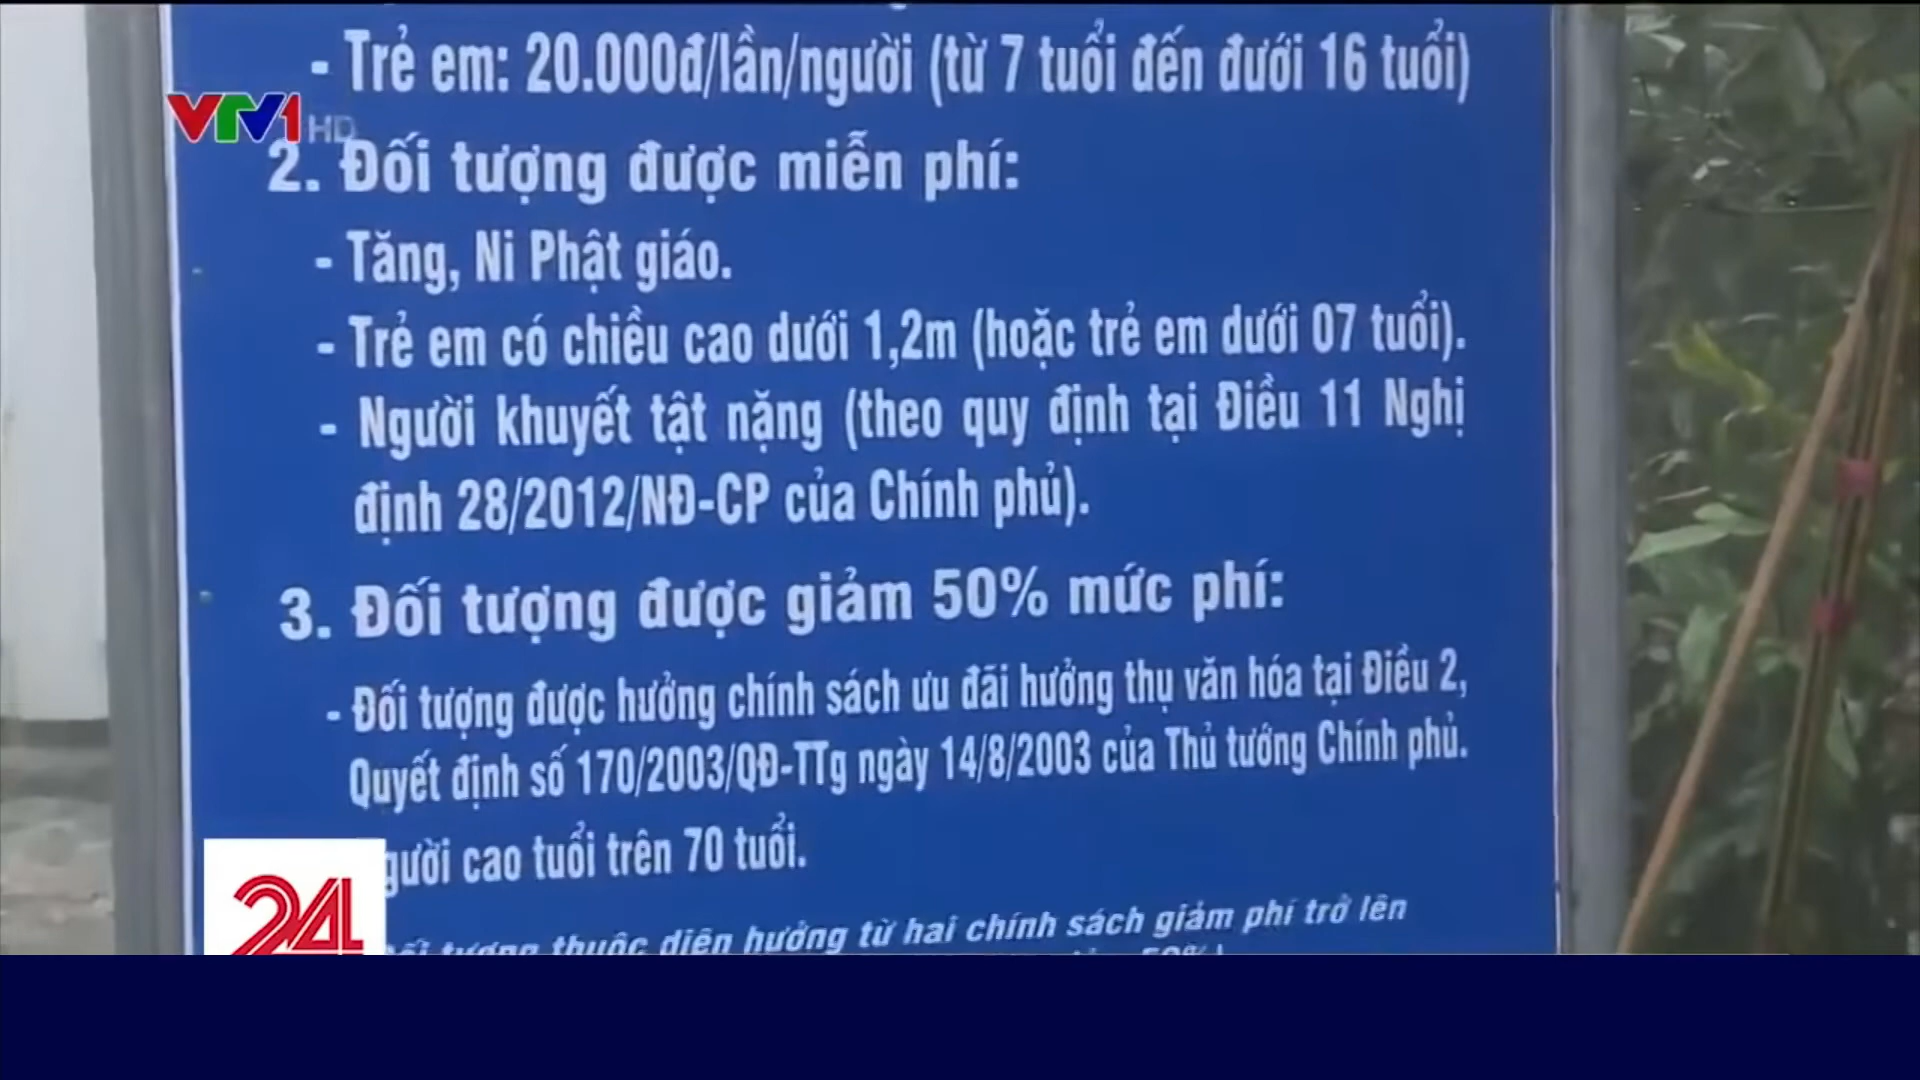 - Trẻ em: 20.000đ/lần/người (từ 7 tuổi đến dưới 16 tuổi)
VTV1 HD
2. Đối tượng được miễn phí:
- Tăng, Ni Phật giáo.
- Trẻ em có chiều cao dưới 1,2m (hoặc trẻ em dưới 07 tuổi).
- Người khuyết tật nặng (theo quy định tại Điều 11 Nghị
định 28/2012/NĐ-CP của Chính phủ).
3. Đối tượng được giảm 50% mức phí:
- Đối tượng được hưởng chính sách ưu đãi hưởng thụ văn hóa tại Điều 2,
Quyết định số 170/2003/QĐ-TTg ngày 14/8/2003 của Thủ tướng Chính phủ.
cao tuổi trên 70 tuổi.
24
thuộc diện hưởng từ hai chính sách giảm phí trở lên